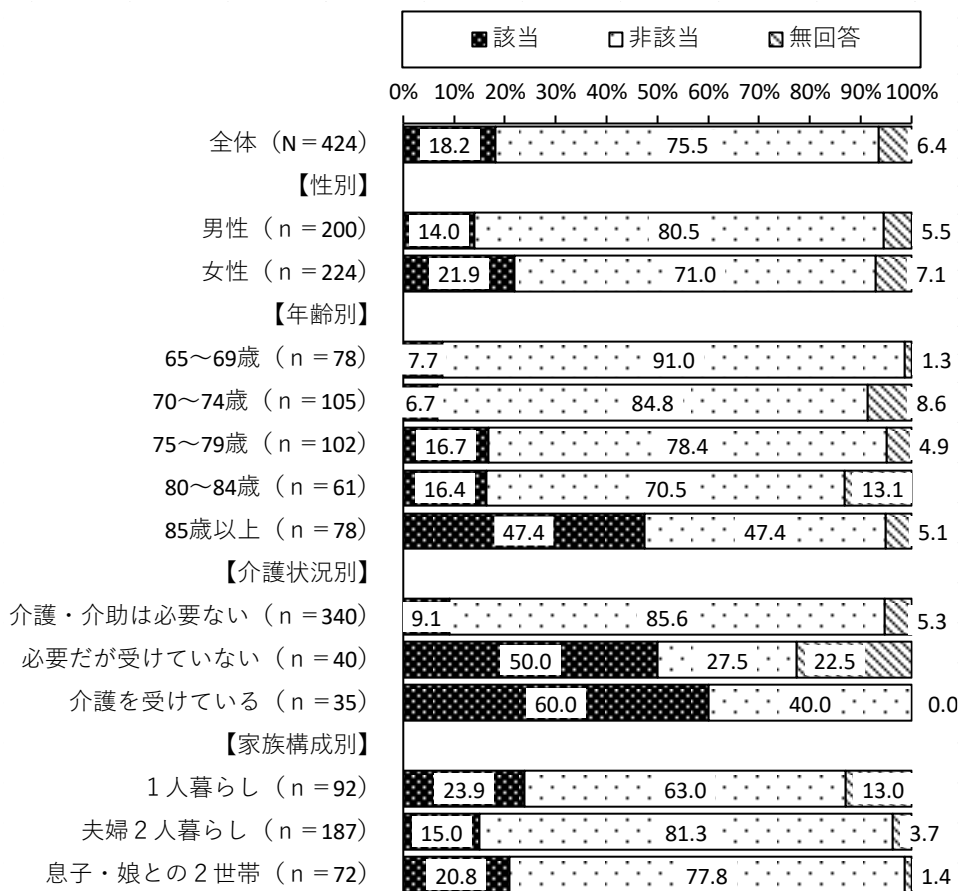 該当 非該当 無回答
0% 10% 20% 30% 40% 50% 60% 70% 80% 90% 100%
全体（N＝424） 18.2 75.5 6.4
【性別】
男性（ｎ＝200） 14.0 80.5 5.5
女性（ｎ＝224） 21.9 71.0 7.1
【年齢別】
65～69歳（ｎ＝78） 7.7 91.0 1.3
70～74歳（ｎ＝105） 6.7 84.8 8.6
75～79歳（ｎ＝102） 16.7 78.4 4.9
80～84歳（ｎ＝61） 16.4 70.5 13.1
85歳以上（ｎ＝78） 47.4 47.4 5.1
【介護状況別】
介護・介助は必要ない（ｎ＝340） 9.1 85.6 5.3
必要だが受けていない（ｎ＝40） 50.0 27.5 22.5
介護を受けている（ｎ＝35） 60.0 40.0 0.0
【家族構成別】
１人暮らし（ｎ＝92） 23.9 63.0 13.0
夫婦２人暮らし（ｎ＝187） 15.0 81.3 3.7
息子・娘との２世帯（ｎ＝72） 20.8 77.8 1.4